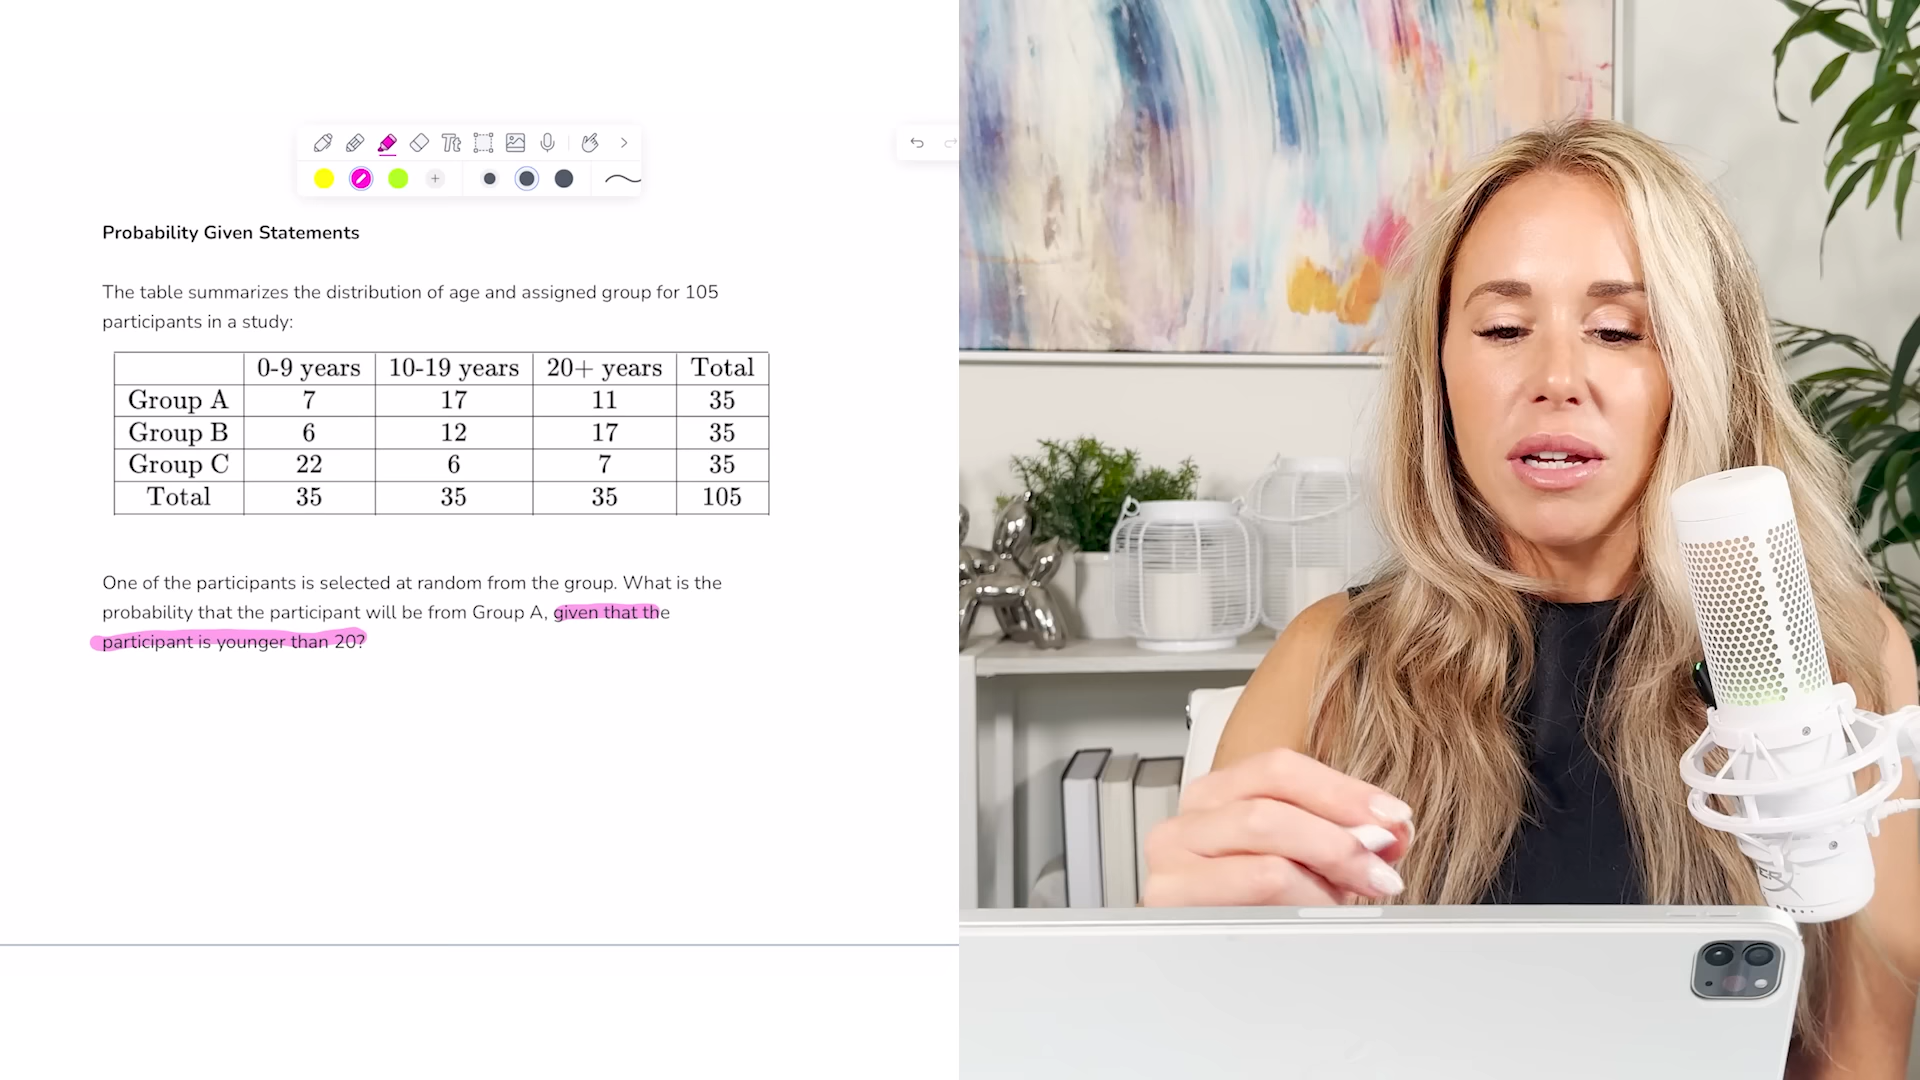 Tt
Probability Given Statements
The table summarizes the distribution of age and assigned group for 105
participants in a study:
0-9 years 10-19 years 20+ years Total
Group A 7 17 11 35
Group B 6 12 17 35
Group C 22 6 7 35
Total 35 35 35 105
One of the participants is selected at random from the group. What is the
probability that the participant will be from Group A, given that the
participant is younger than 20?